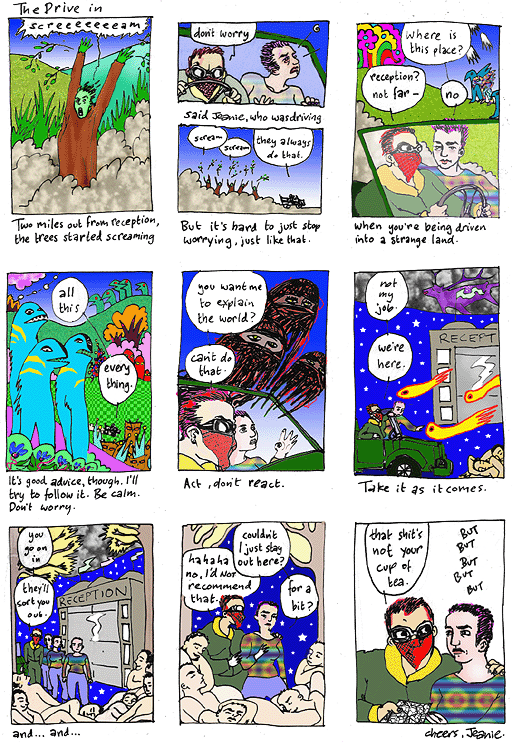 The Drive in
screeeeeeeam
Two miles out from reception,
the trees started screaming
don't worry
said Jeanie, who was driving
scream
scream
they always
do that.
But it's hard to just stop
worrying, just like that.
where is
this place?
reception?
not far –
no
when you're being driven
into a strange land.
all
this
every
thing.
It's good advice, though. I'll
try to follow it. Be calm.
Don't worry.
you want me
to explain
the world?
can't do
that.
Act, don't react.
not
my
job.
we're
here.
RECEPT
Take it as it comes.
you
go on
in
they'll
sort you
out.
RECEPTION
and... and...
couldn't
I just stay
out here?
hahaha
no, I'd NOT
recommend
that.
for a
bit?
that shit's
not your
cup of
tea.
BUT
BUT
BUT
BUT
BUT
cheers, Jeanie.